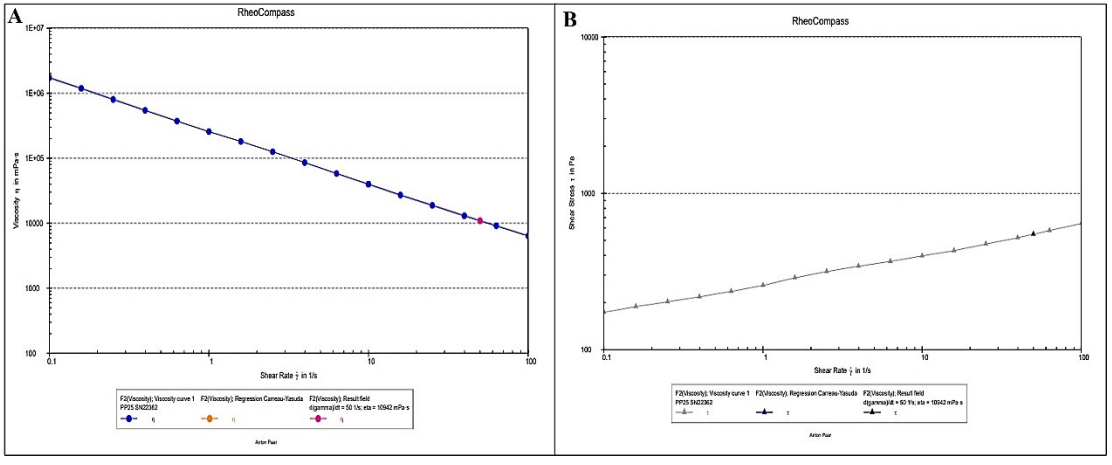 A
RheoCompass
1E+07
1E+06
1E+05
10000
1000
100
Viscosity η in mPa·s
0.1
1
10
100
Shear Rate γ̇ in 1/s
F2(Viscosity); Viscosity curve 1
PP25 SN22362
η
F2(Viscosity); Regression Carreau-Yasuda
η
F2(Viscosity); Result field
d(gamma)/dt = 50 1/s; eta = 10942 mPa·s
η
Anton Paar
B
RheoCompass
10000
1000
100
Shear Stress τ in Pa
0.1
1
10
100
Shear Rate γ̇ in 1/s
F2(Viscosity); Viscosity curve 1
PP25 SN22362
τ
F2(Viscosity); Regression Carreau-Yasuda
τ
F2(Viscosity); Result field
d(gamma)/dt = 50 1/s; eta = 10942 mPa·s
τ
Anton Paar